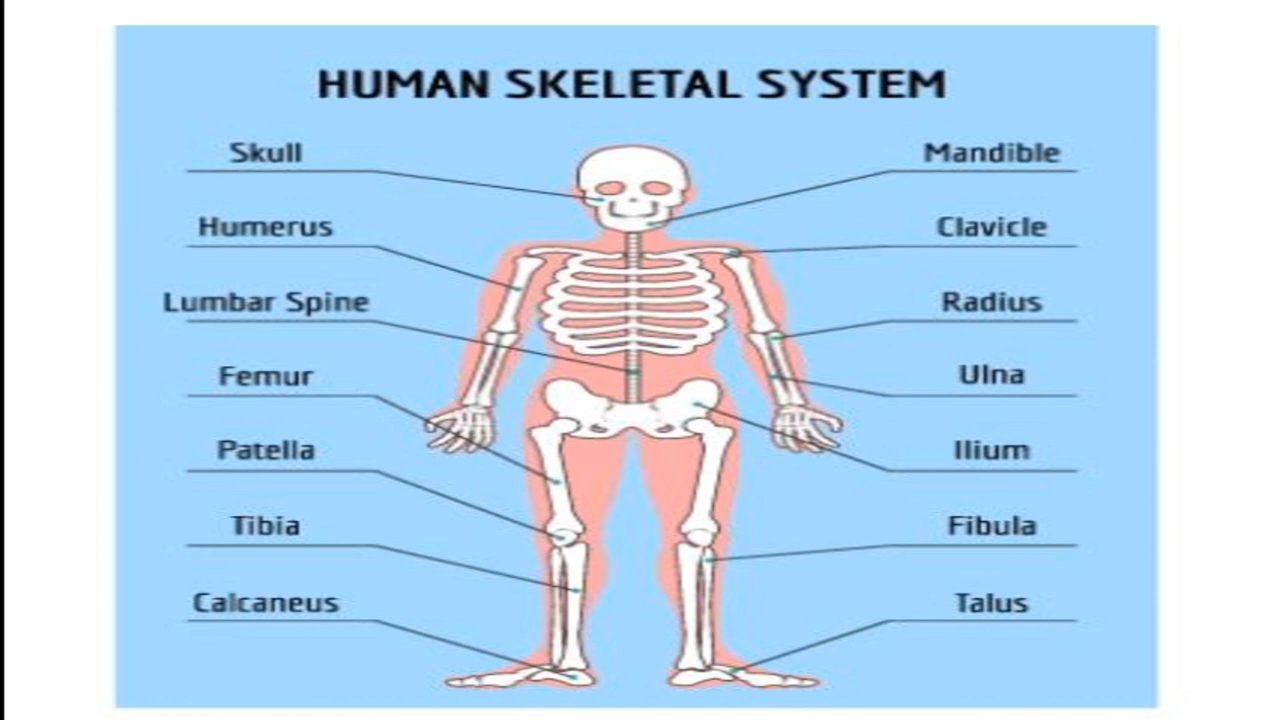 HUMAN SKELETAL SYSTEM
Skull
Mandible
Humerus
Clavicle
Lumbar Spine
Radius
Femur
Ulna
Patella
Ilium
Tibia
Fibula
Calcaneus
Talus